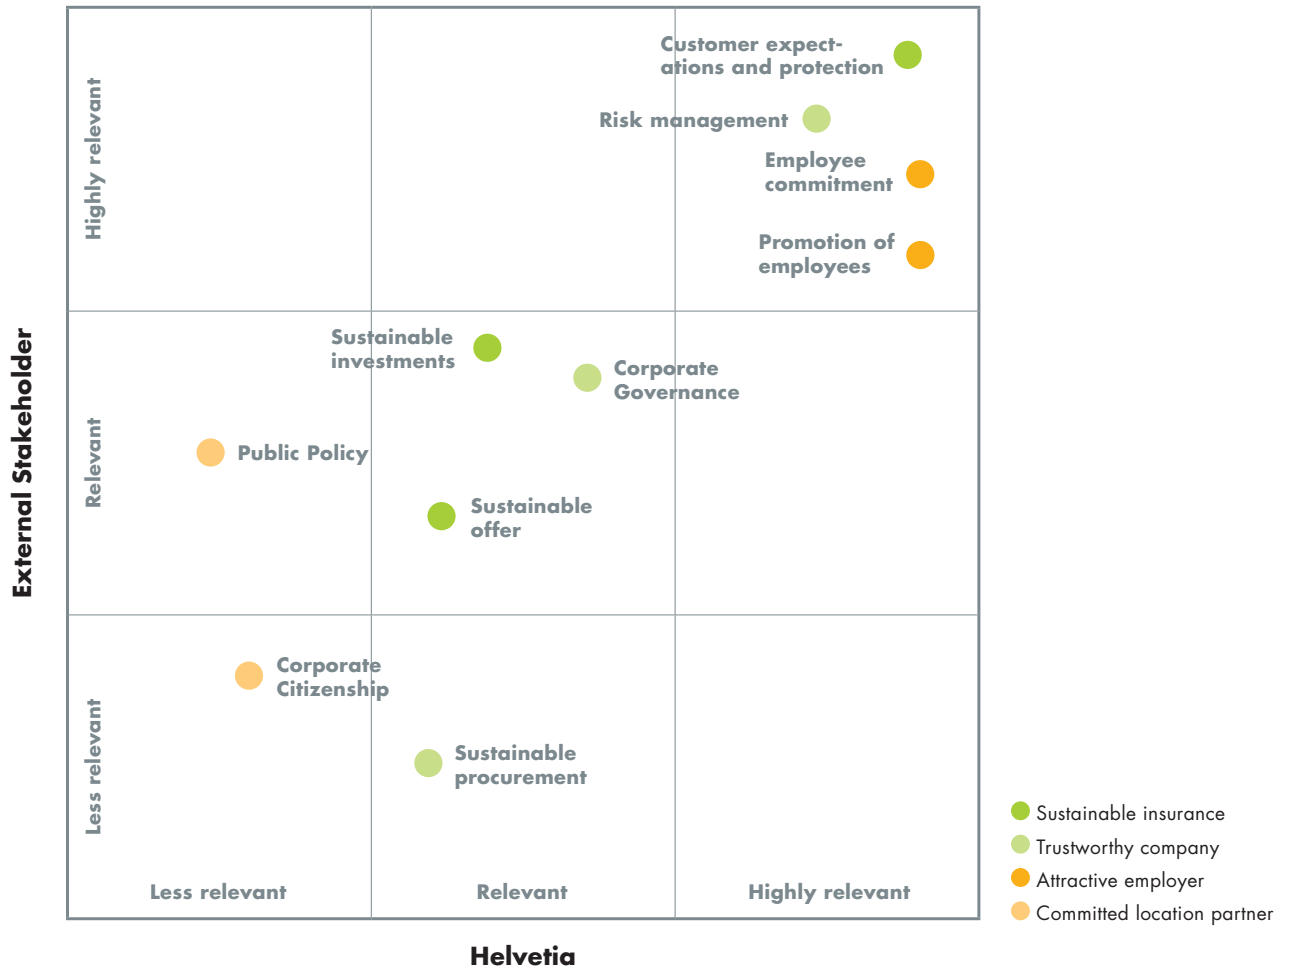 Customer expect-
ations and protection
Risk management
Employee
commitment
Promotion of
employees
Highly relevant
Sustainable
investments
Corporate
Governance
Public Policy
Sustainable
offer
Relevant
External Stakeholder
Corporate
Citizenship
Sustainable
procurement
Less relevant
Less relevant
Relevant
Highly relevant
Helvetia
Sustainable insurance
Trustworthy company
Attractive employer
Committed location partner